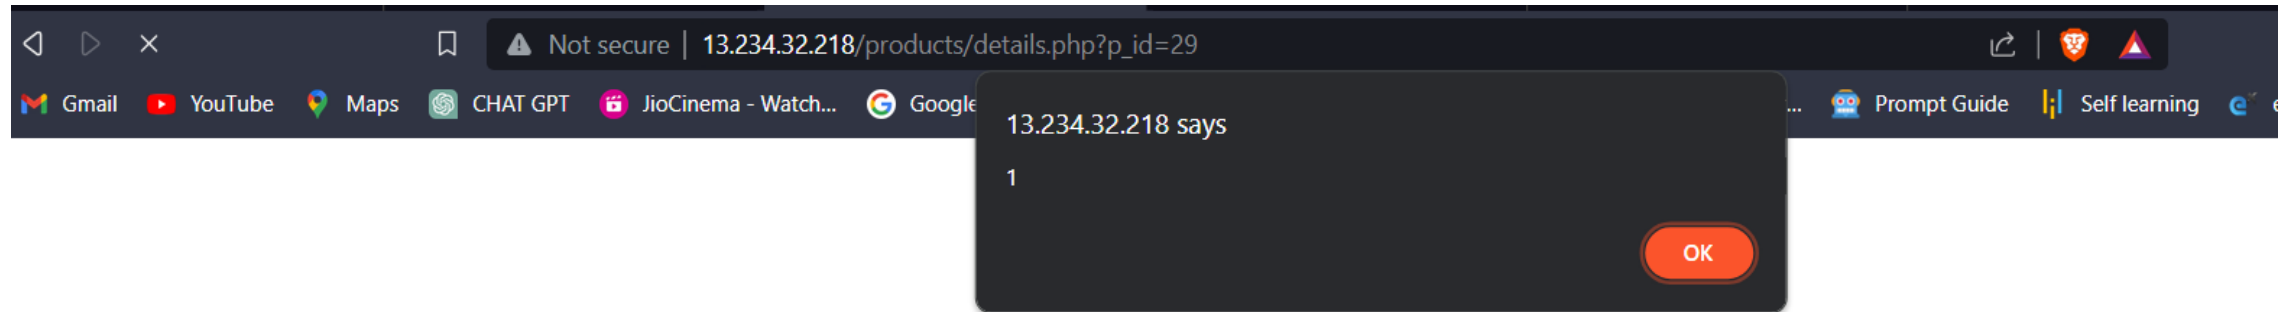 Not secure | 13.234.32.218/products/details.php?p_id=29
Gmail YouTube Maps CHAT GPT JioCinema - Watch... Google ... Prompt Guide Self learning
13.234.32.218 says
1
OK